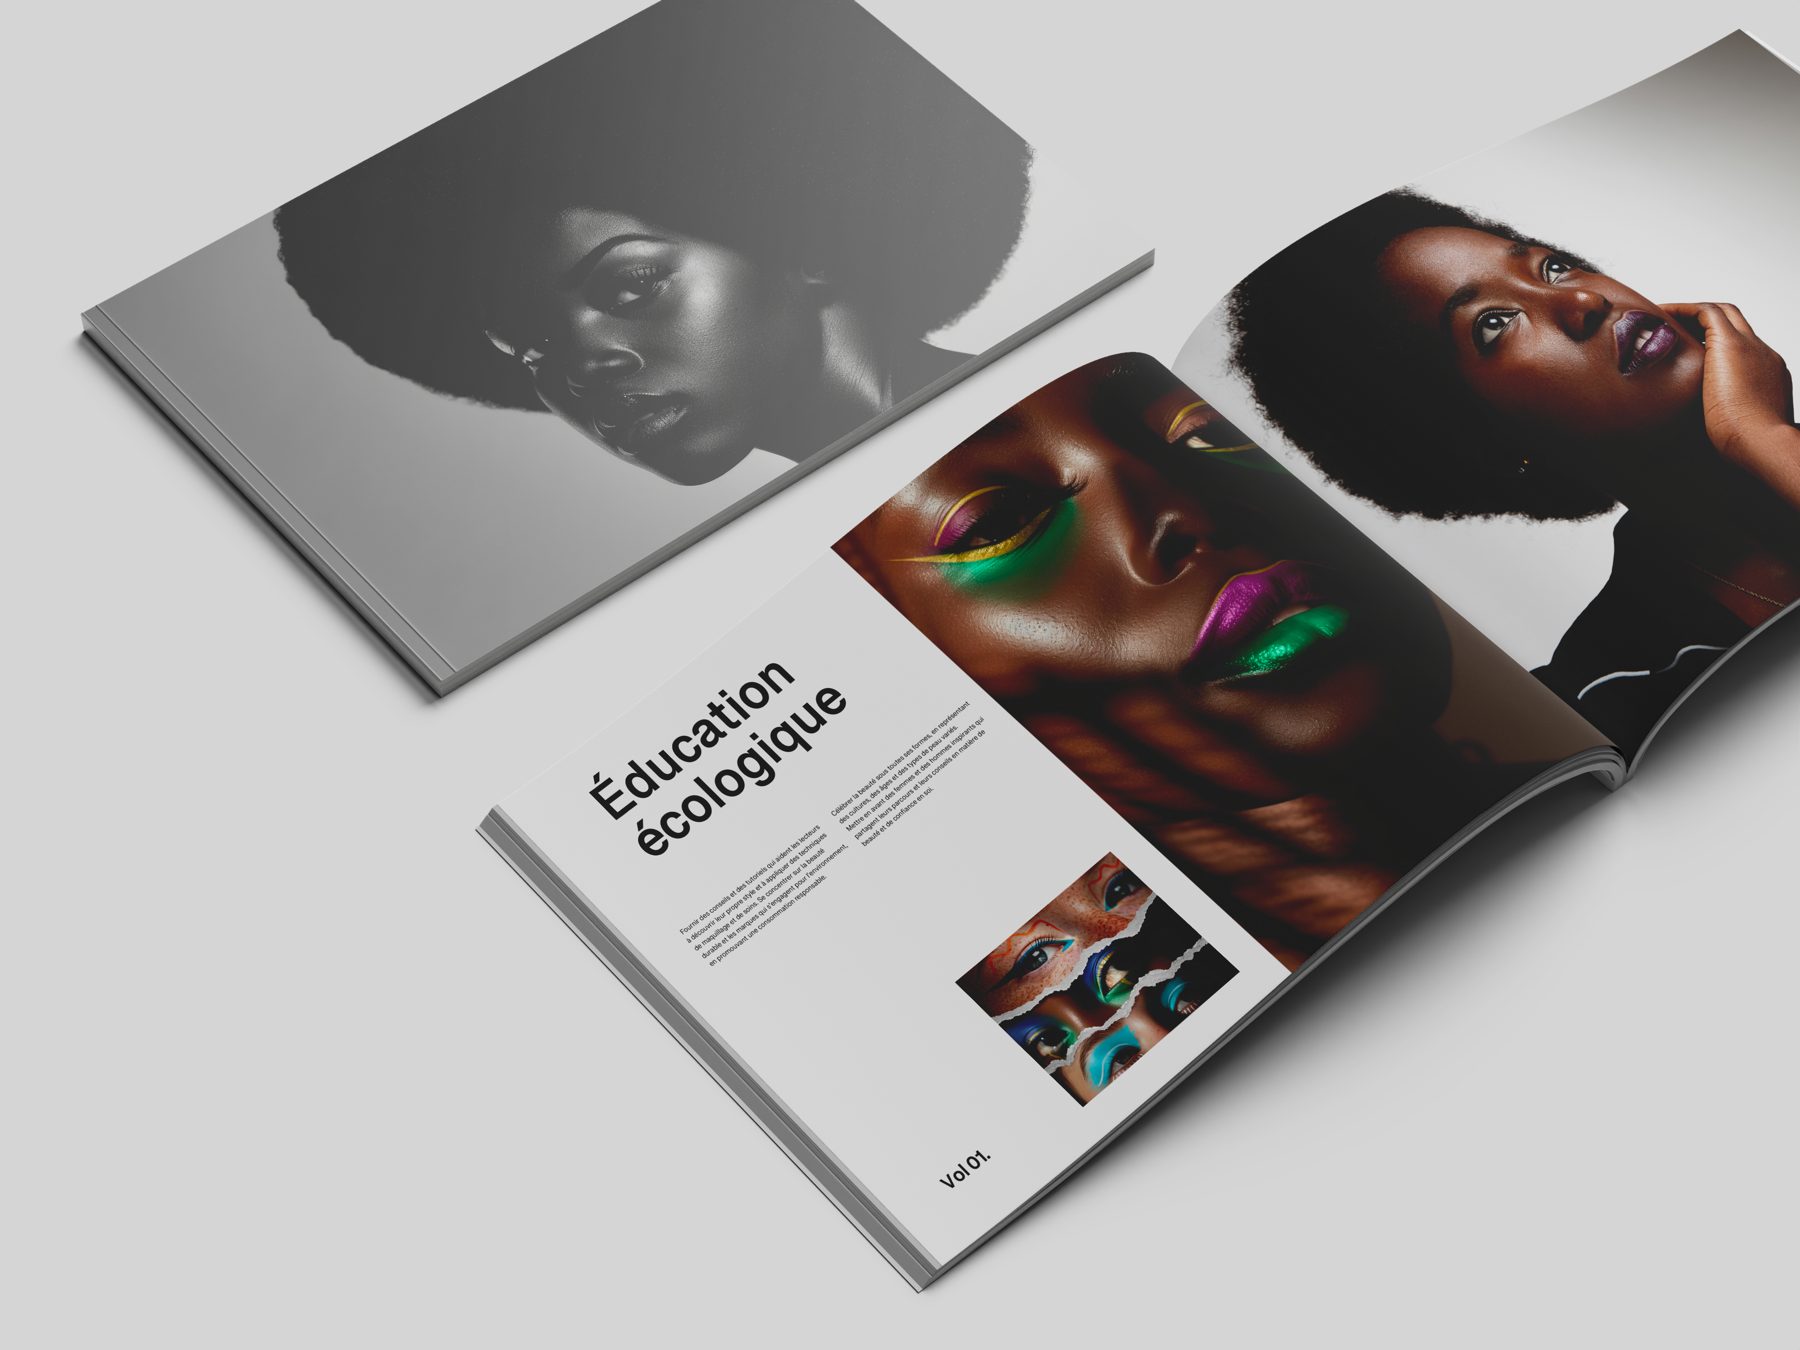 Éducation
écologique
Fournir des conseils et des tutoriels qui aident les lecteurs
à découvrir leur propre style et à appliquer des techniques
de maquillage et de soins. Se concentrer sur la beauté
durable et les marques qui s'engagent pour l'environnement,
en promouvant une consommation responsable.
Célébrer la beauté sous toutes ses formes, en représentant
des cultures, des âges et des types de peau variés.
Mettre en avant des femmes et des hommes inspirants qui
partagent leurs parcours et leurs conseils en matière de
beauté et de confiance en soi.
Vol 01.